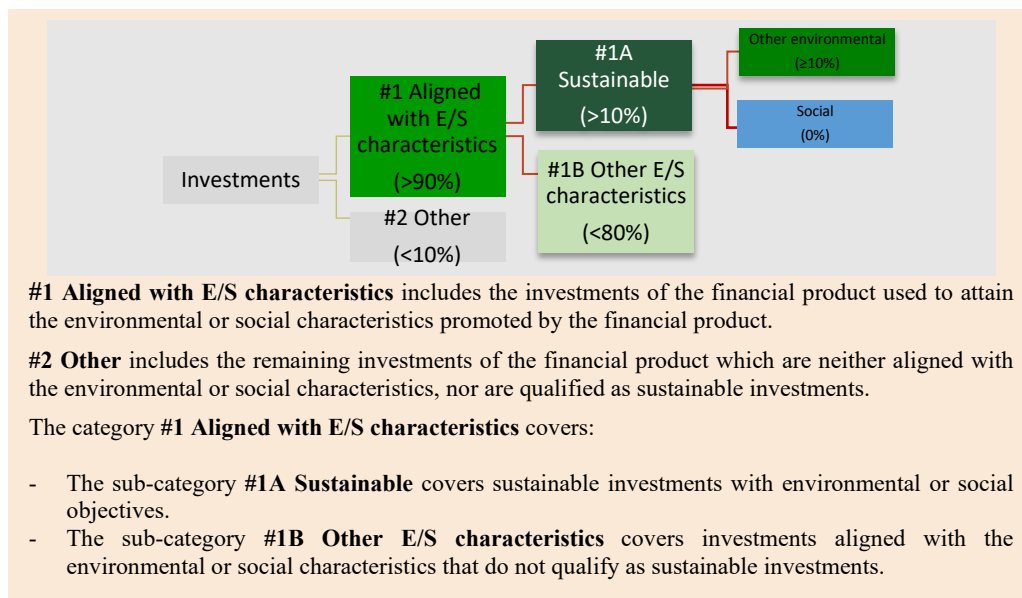 Investments
#1 Aligned
with E/S
characteristics
(>90%)
#2 Other
(<10%)
#1A
Sustainable
(>10%)
#1B Other E/S
characteristics
(<80%)
Other environmental
(≥10%)
Social
(0%)
#1 Aligned with E/S characteristics includes the investments of the financial product used to attain
the environmental or social characteristics promoted by the financial product.
#2 Other includes the remaining investments of the financial product which are neither aligned with
the environmental or social characteristics, nor are qualified as sustainable investments.
The category #1 Aligned with E/S characteristics covers:
- The sub-category #1A Sustainable covers sustainable investments with environmental or social
objectives.
- The sub-category #1B Other E/S characteristics covers investments aligned with the
environmental or social characteristics that do not qualify as sustainable investments.